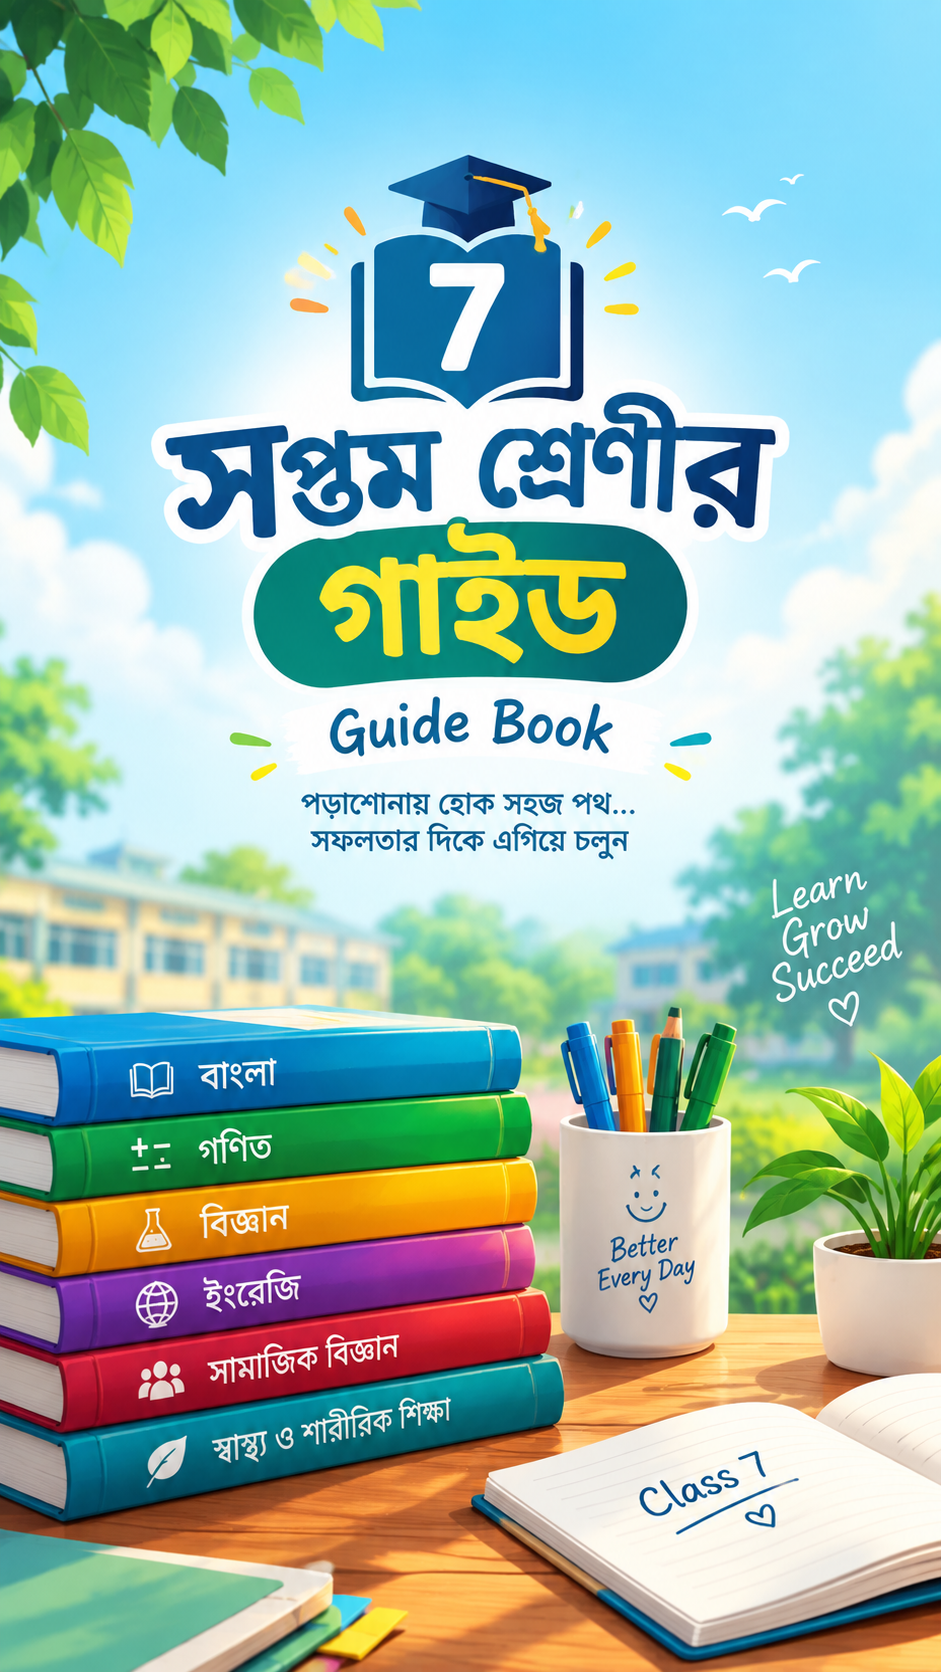 7
সপ্তম শ্রেণীর
গাইড
Guide Book
পড়াশোনায় হোক সহজ পথ...
সফলতার দিকে এগিয়ে চলুন
Learn
Grow
Succeed
বাংলা
গণিত
বিজ্ঞান
ইংরেজি
সামাজিক বিজ্ঞান
স্বাস্থ্য ও শারীরিক শিক্ষা
Better
Every Day
Class 7